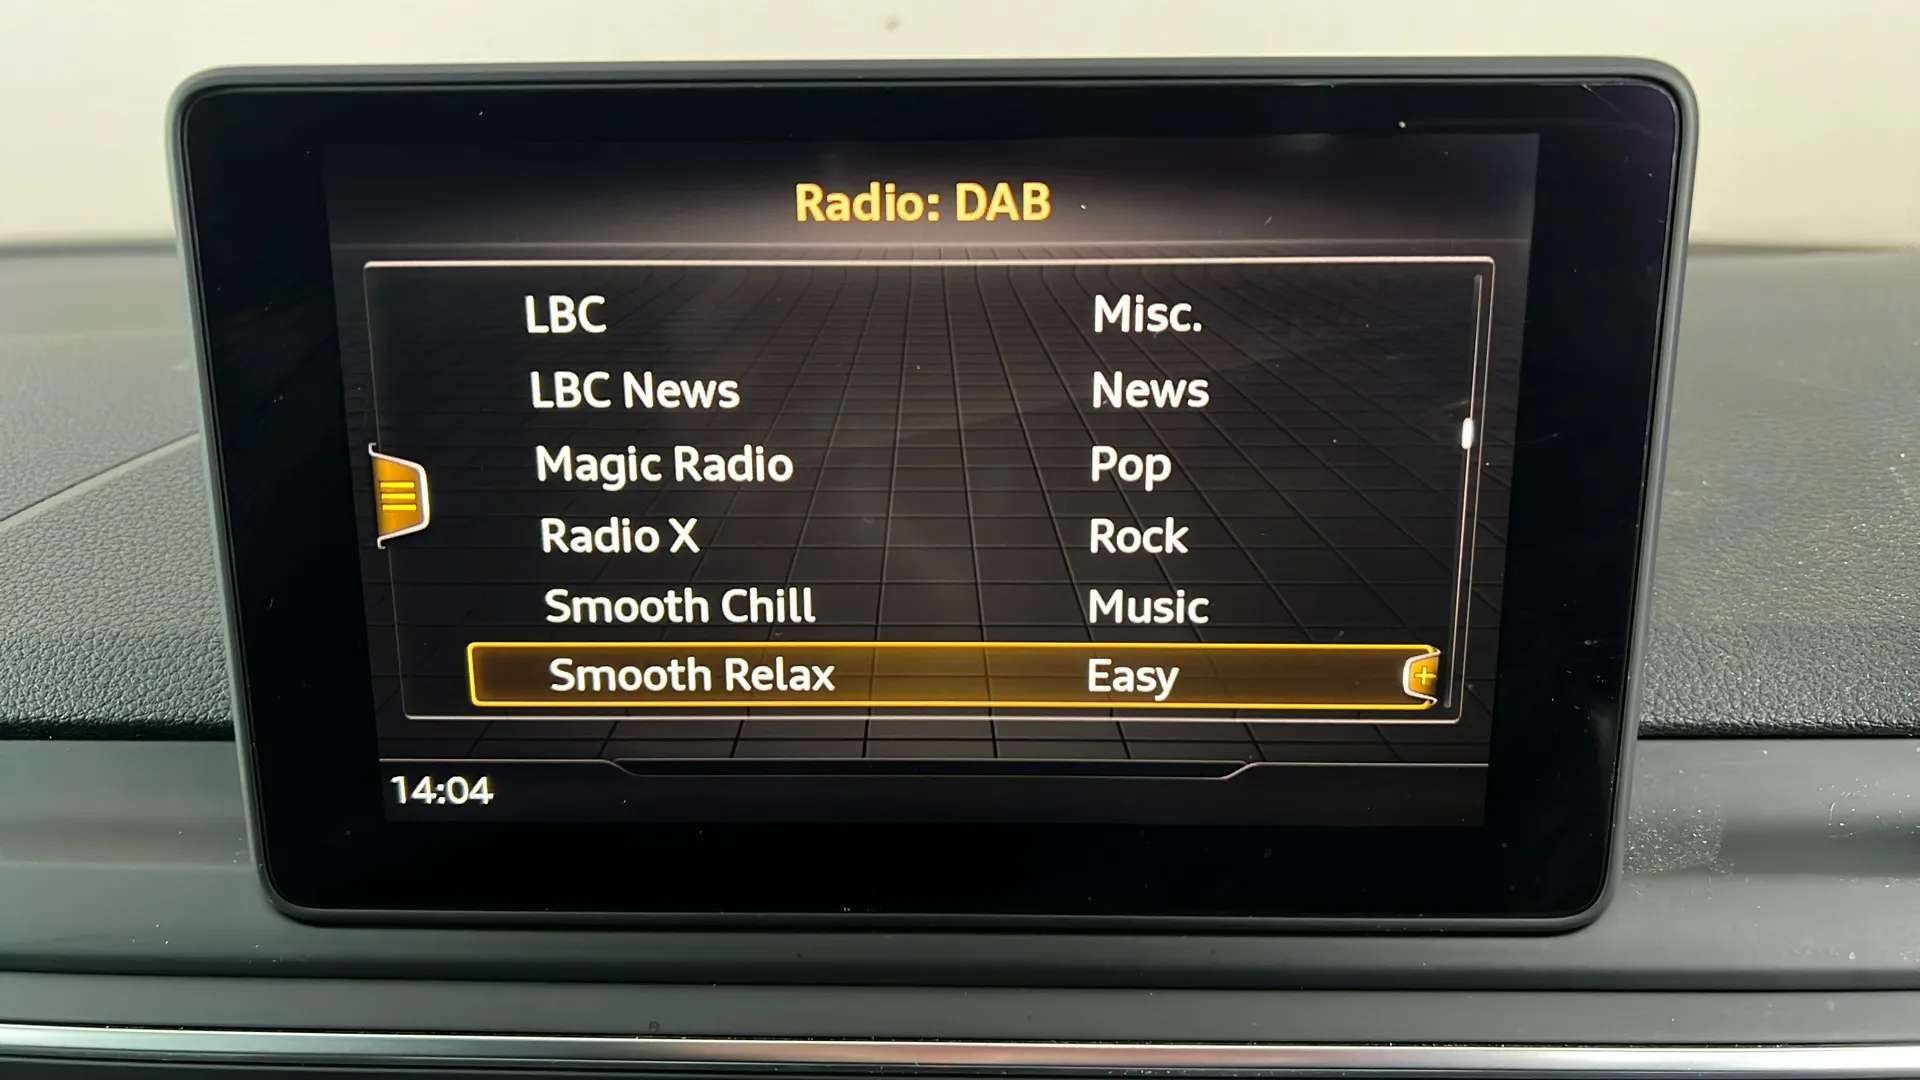 Radio: DAB
LBC Misc.
LBC News News
Magic Radio Pop
Radio X Rock
Smooth Chill Music
Smooth Relax Easy
14:04